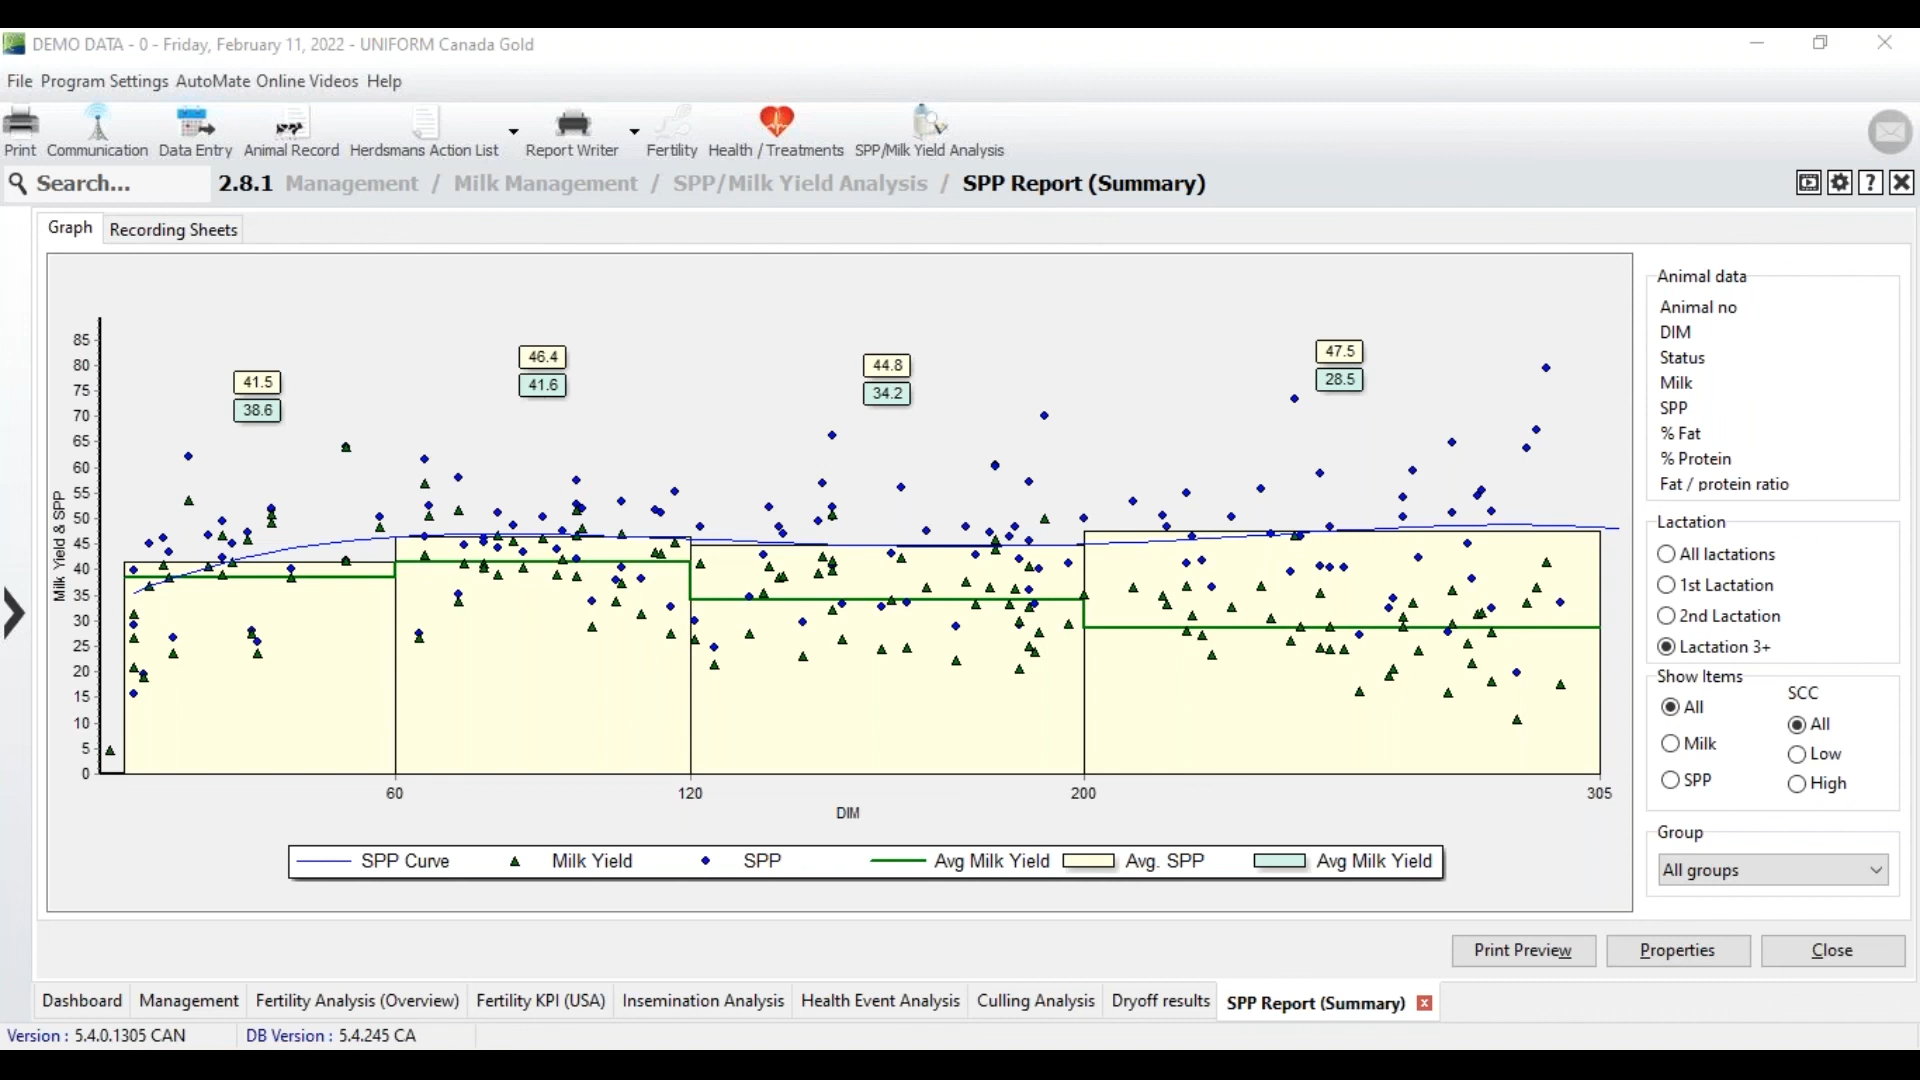 DEMO DATA - 0 - Friday, February 11, 2022 - UNIFORM Canada Gold
File Program Settings AutoMate Online Videos Help
Print Communication Data Entry Animal Record Herdsmans Action List Report Writer Fertility Health / Treatments SPP/Milk Yield Analysis
Search... 2.8.1 Management / Milk Management / SPP/Milk Yield Analysis / SPP Report (Summary)
Graph Recording Sheets
Milk Yield & SPP
85
80
75
70
65
60
55
50
45
40
35
30
25
20
15
10
5
0
41.5
38.6
46.4
41.6
44.8
34.2
47.5
28.5
60 120 200 305
DIM
SPP Curve Milk Yield SPP Avg Milk Yield Avg. SPP Avg Milk Yield
Animal data
Animal no
DIM
Status
Milk
SPP
% Fat
% Protein
Fat / protein ratio
Lactation
All lactations
1st Lactation
2nd Lactation
Lactation 3+
Show Items
All
Milk
SPP
SCC
All
Low
High
Group
All groups
Print Preview Properties Close
Dashboard Management Fertility Analysis (Overview) Fertility KPI (USA) Insemination Analysis Health Event Analysis Culling Analysis Dryoff results SPP Report (Summary)
Version : 5.4.0.1305 CAN DB Version : 5.4.245 CA